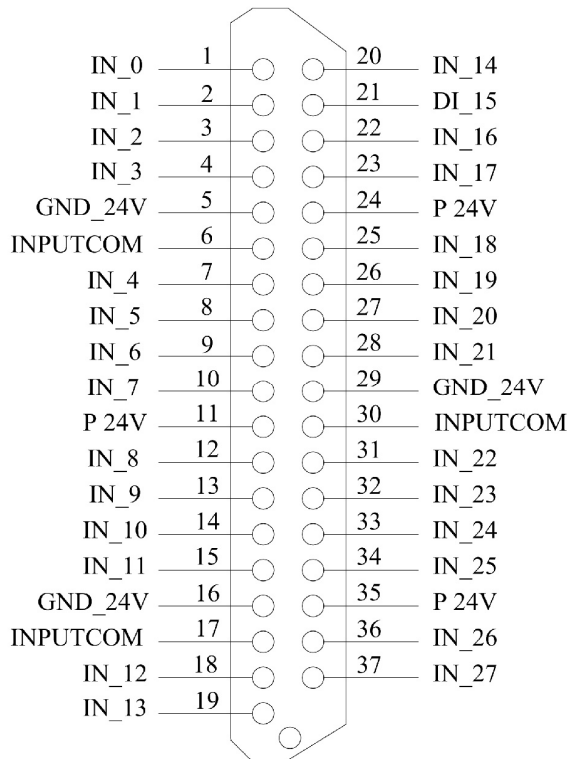 IN_0 1 20 IN_14
IN_1 2 21 DI_15
IN_2 3 22 IN_16
IN_3 4 23 IN_17
GND_24V 5 24 P 24V
INPUTCOM 6 25 IN_18
IN_4 7 26 IN_19
IN_5 8 27 IN_20
IN_6 9 28 IN_21
IN_7 10 29 GND_24V
P 24V 11 30 INPUTCOM
IN_8 12 31 IN_22
IN_9 13 32 IN_23
IN_10 14 33 IN_24
IN_11 15 34 IN_25
GND_24V 16 35 P 24V
INPUTCOM 17 36 IN_26
IN_12 18 37 IN_27
IN_13 19